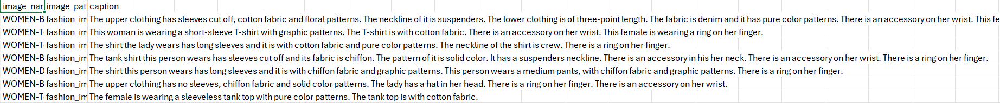 image_nar image_patl caption
WOMEN-B fashion_im The upper clothing has sleeves cut off, cotton fabric and floral patterns. The neckline of it is suspenders. The lower clothing is of three-point length. The fabric is denim and it has pure color patterns. There is an accessory on her wrist. This fe
WOMEN-T fashion_im This woman is wearing a short-sleeve T-shirt with graphic patterns. The T-shirt is with cotton fabric. There is an accessory on her wrist. This female is wearing a ring on her finger.
WOMEN-T fashion_im The shirt the lady wears has long sleeves and it is with cotton fabric and pure color patterns. The neckline of the shirt is crew. There is a ring on her finger.
WOMEN-B fashion_im The tank shirt this person wears has sleeves cut off and its fabric is chiffon. The pattern of it is solid color. It has a suspenders neckline. There is an accessory in his her neck. There is an accessory on her wrist. There is a ring on her finger.
WOMEN-D fashion_im The shirt this person wears has long sleeves and it is with chiffon fabric and graphic patterns. This person wears a medium pants, with chiffon fabric and graphic patterns. There is a ring on her finger.
WOMEN-B fashion_im The upper clothing has no sleeves, chiffon fabric and solid color patterns. The lady has a hat in her head. There is a ring on her finger. There is an accessory on her wrist.
WOMEN-T fashion_im The female is wearing a sleeveless tank top with pure color patterns. The tank top is with cotton fabric.